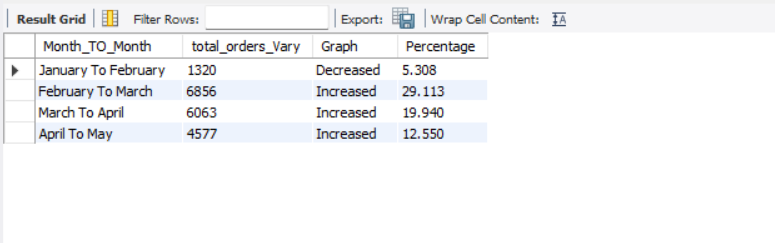 Result Grid Filter Rows: Export: Wrap Cell Content: IA
Month_TO_Month total_orders_Vary Graph Percentage
January To February 1320 Decreased 5.308
February To March 6856 Increased 29.113
March To April 6063 Increased 19.940
April To May 4577 Increased 12.550